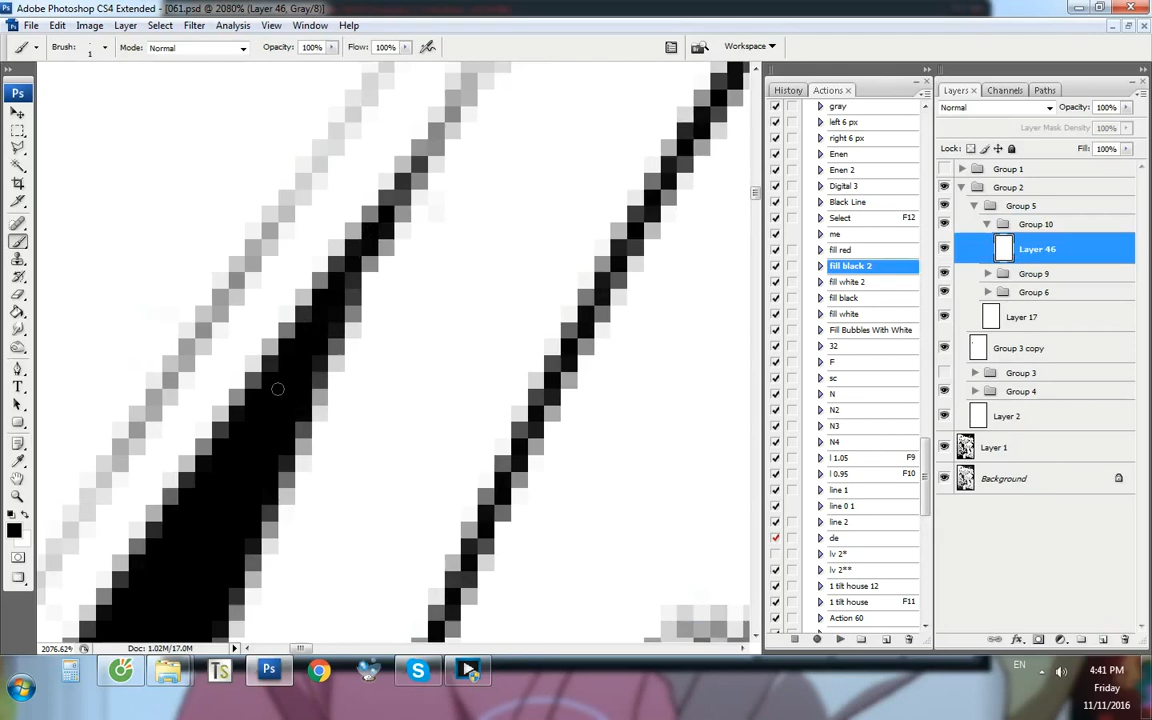 Ps Adobe Photoshop CS4 Extended - [061.psd @ 2080% (Layer 46, Gray/8)]
File Edit Image Layer Select Filter Analysis View Window Help
Brush: 1 Mode: Normal Opacity: 100% Flow: 100% Workspace
Ps
T
2076.62% Doc: 1.02M/17.0M
History Actions ×
gray
left 6 px
right 6 px
Enen
Enen 2
Digital 3
Black Line
Select F12
me
fill red
fill black 2
fill white 2
fill black
fill white
Fill Bubbles With White
32
F
sc
N
N2
N3
N4
l 1.05 F9
l 0.95 F10
line 1
line 0 1
line 2
de
lv 2*
lv 2**
1 tilt house 12
1 tilt house F11
Action 60
Layers × Channels Paths
Normal Opacity: 100%
Layer Mask Density: 100%
Lock: Fill: 100%
Group 1
Group 2
Group 5
Group 10
Layer 46
Group 9
Group 6
Layer 17
Group 3 copy
Group 3
Group 4
Layer 2
Layer 1
Background
fx
TS Ps S
EN
4:41 PM
Friday
11/11/2016